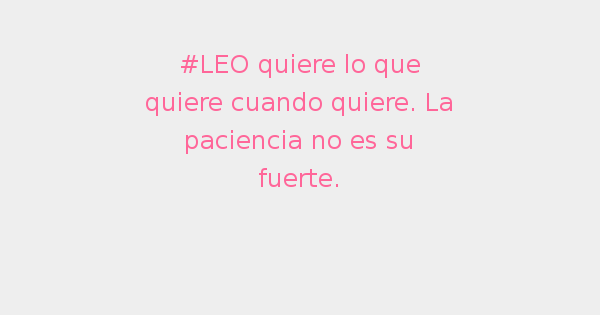 #LEO quiere lo que
quiere cuando quiere. La
paciencia no es su
fuerte.